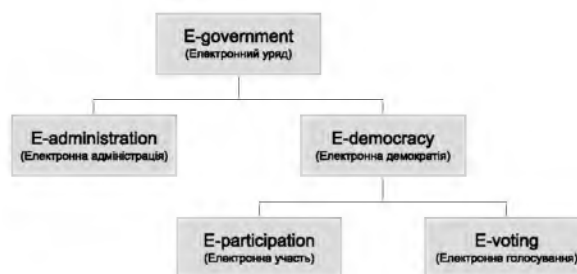 E-government
(Електронний уряд)
E-administration
(Електронна адміністрація)
E-democracy
(Електронна демократія)
E-participation
(Електронна участь)
E-voting
(Електронна голосування)